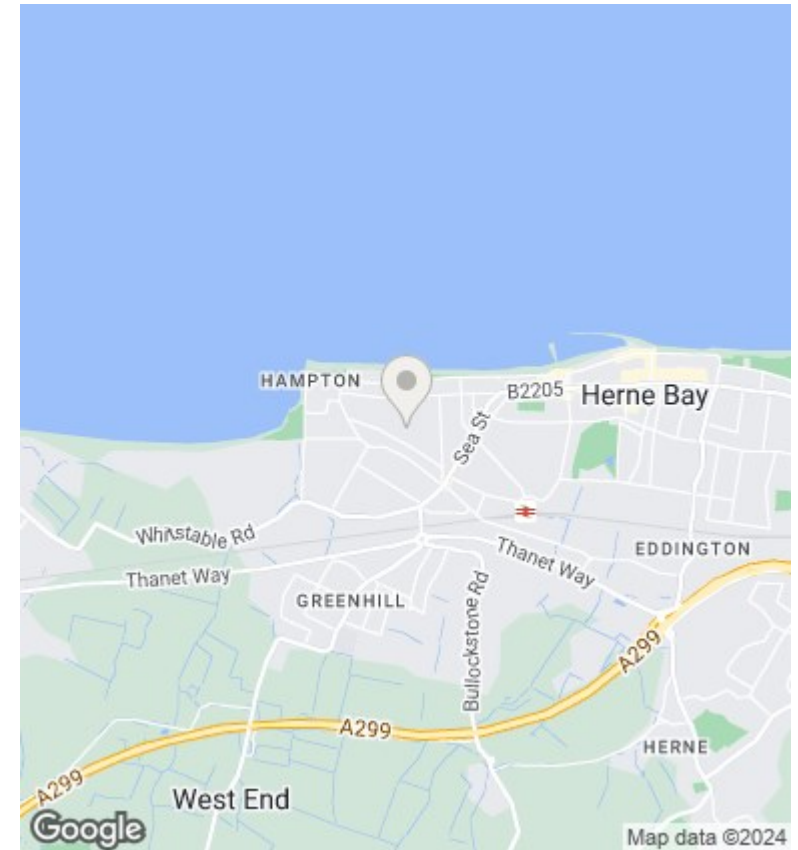 HAMPTON
B2205
Herne Bay
Sea St
Whitstable Rd
Thanet Way
EDDINGTON
Thanet Way
GREENHILL
Bullockstone Rd
A299
A299
HERNE
A299
West End
Google
Map data ©2024